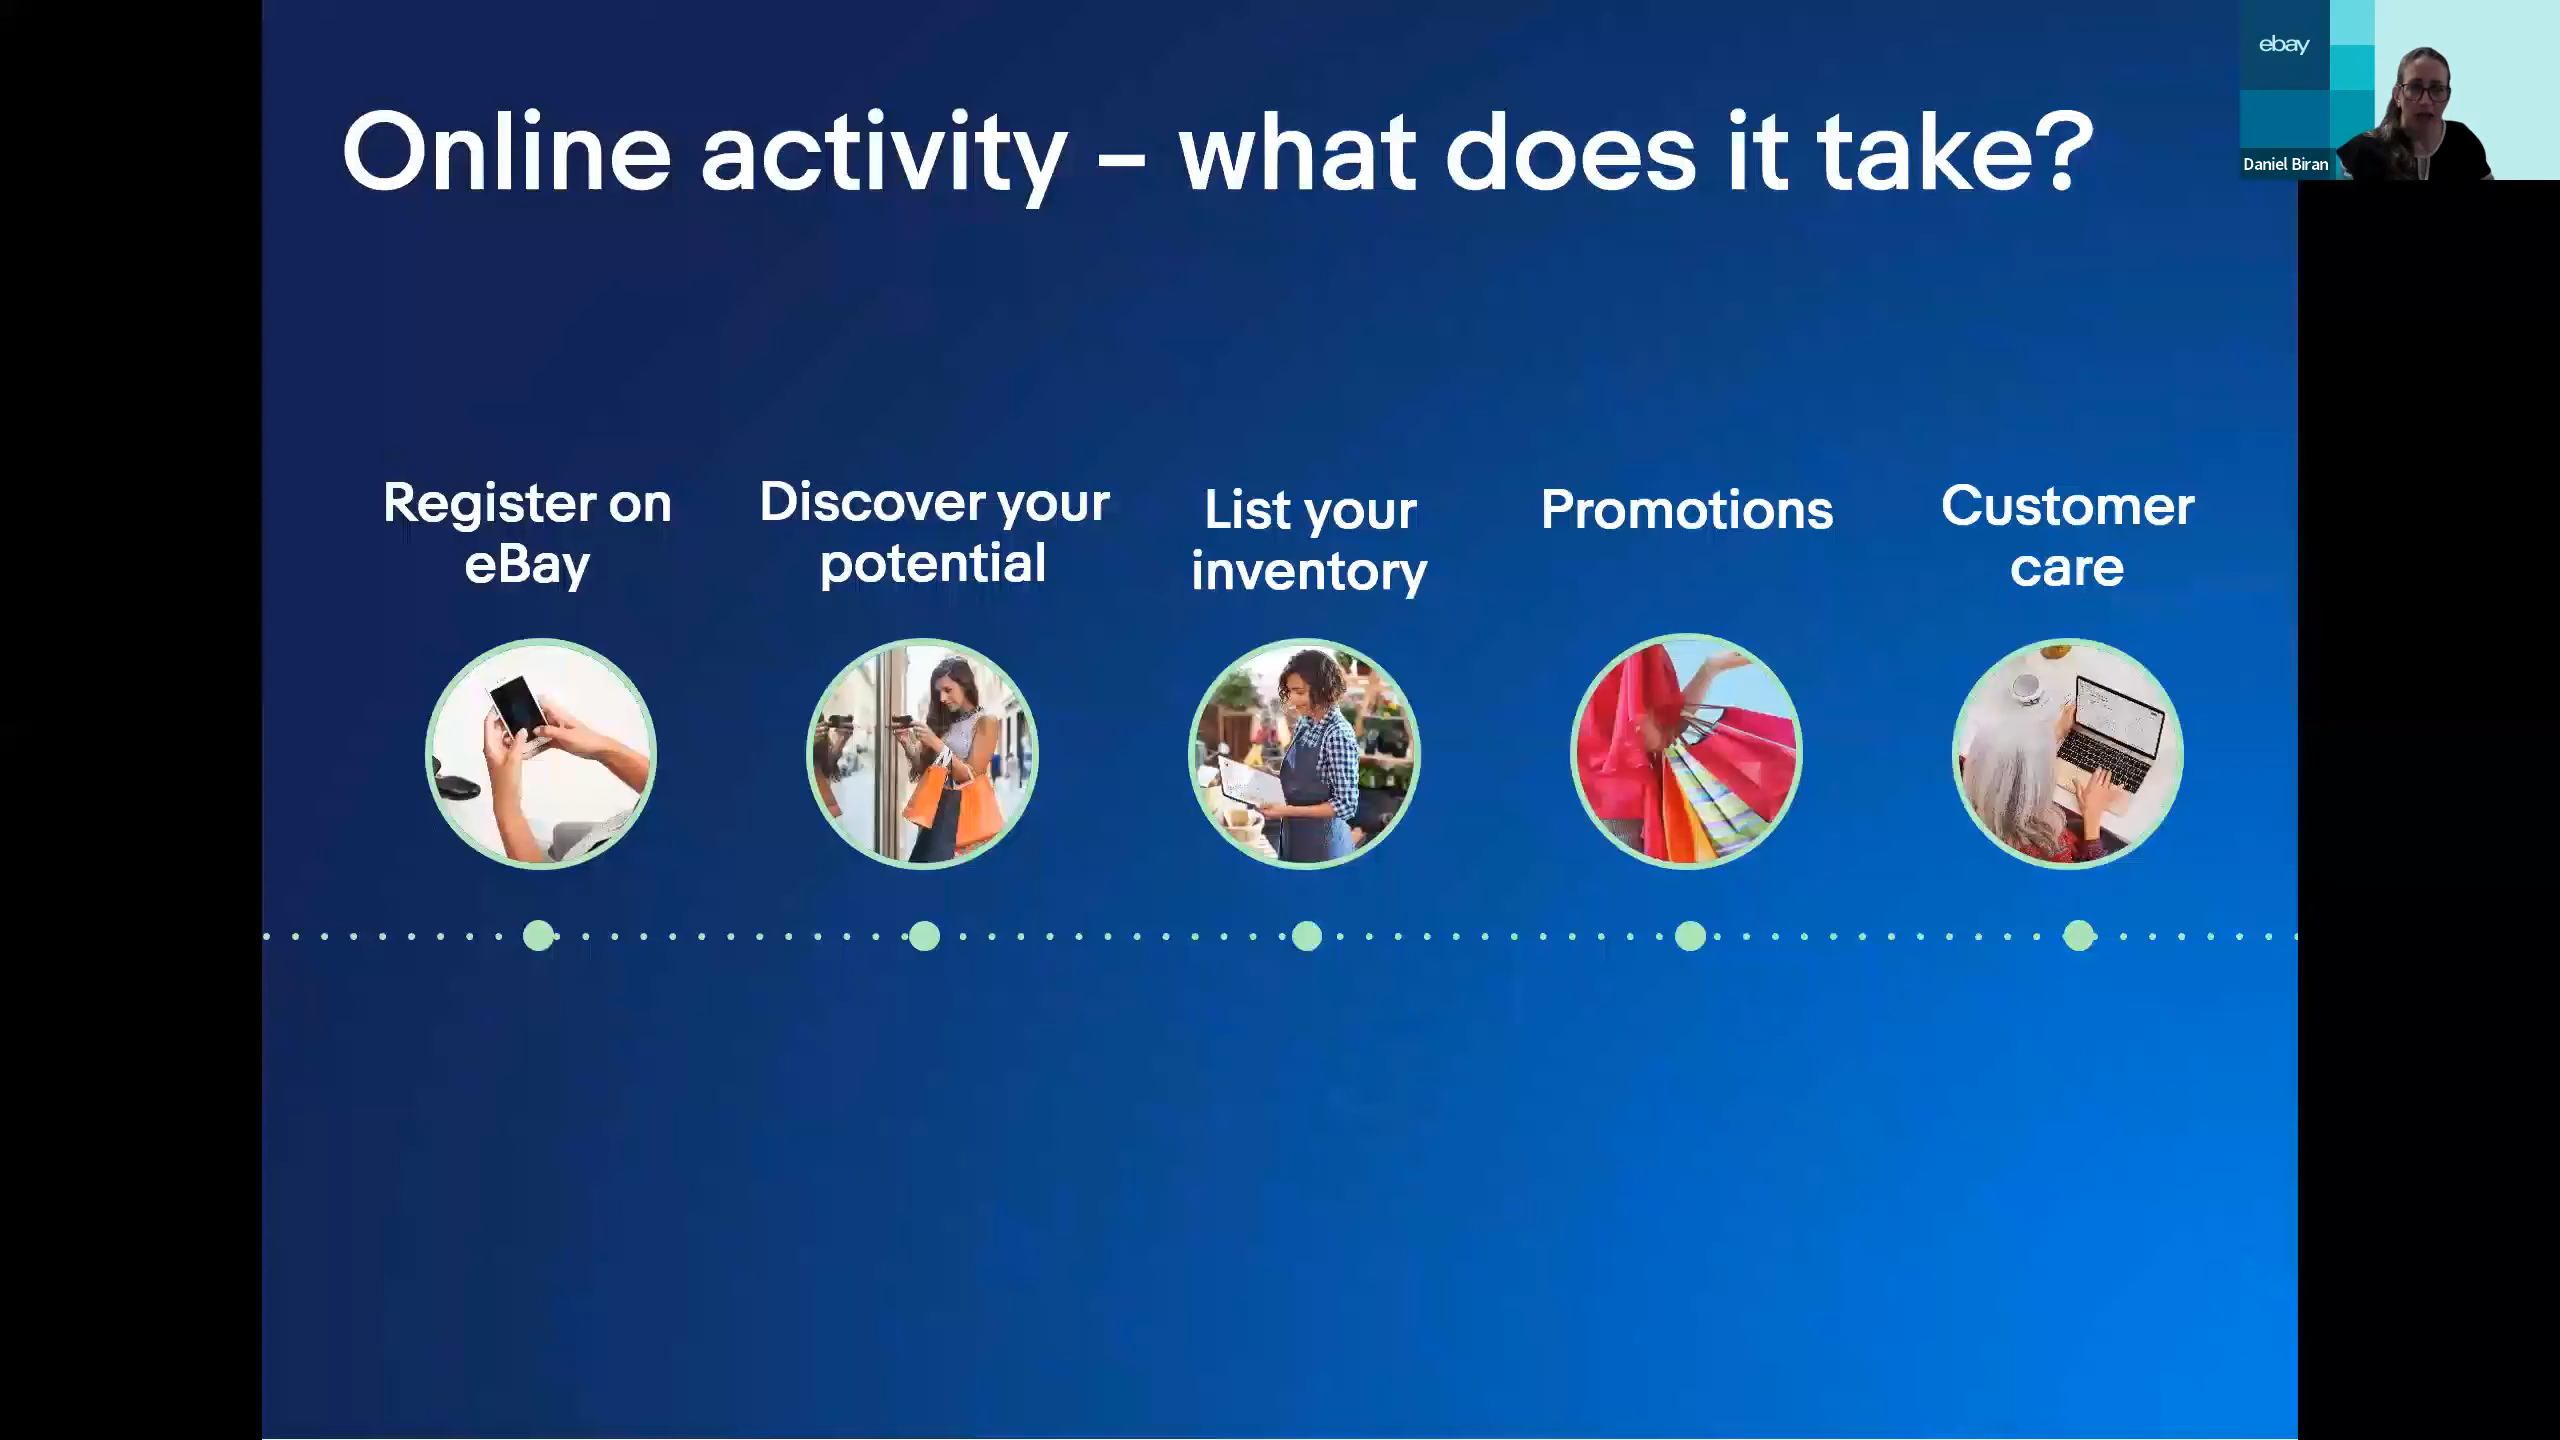 Online activity – what does it take?
ebay
Daniel Biran
Register on
eBay
Discover your
potential
List your
inventory
Promotions
Customer
care